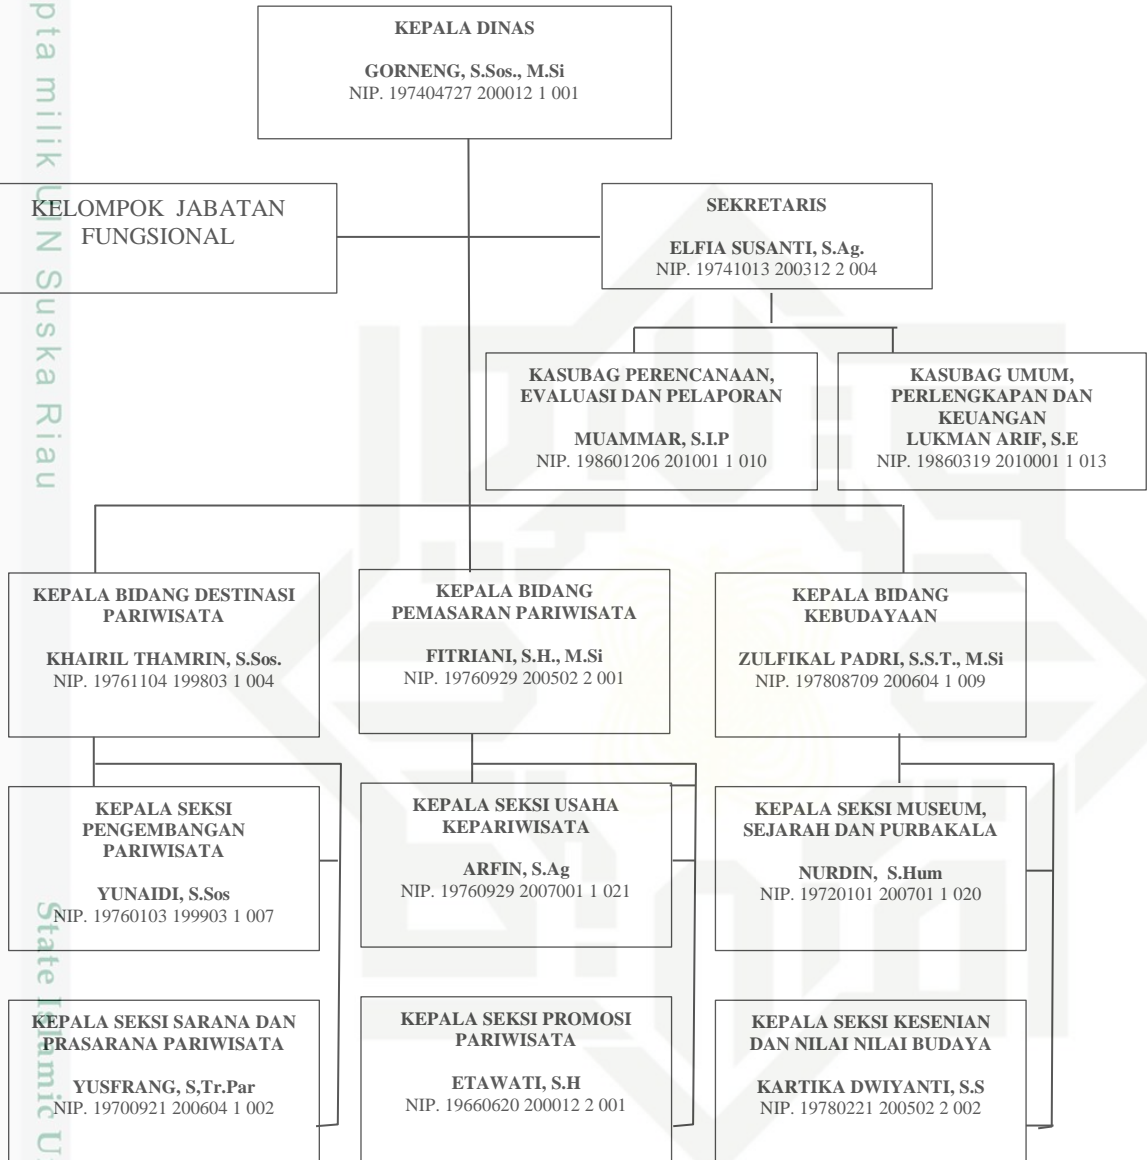 KEPALA DINAS
GORNENG, S.Sos., M.Si
NIP. 197404727 200012 1 001
KELOMPOK JABATAN
FUNGSIONAL
SEKRETARIS
ELFIA SUSANTI, S.Ag.
NIP. 19741013 200312 2 004
KASUBAG PERENCANAAN,
EVALUASI DAN PELAPORAN
MUAMMAR, S.I.P
NIP. 198601206 201001 1 010
KASUBAG UMUM,
PERLENGKAPAN DAN
KEUANGAN
LUKMAN ARIF, S.E
NIP. 19860319 2010001 1 013
KEPALA BIDANG DESTINASI
PARIWISATA
KHAIRIL THAMRIN, S.Sos.
NIP. 19761104 199803 1 004
KEPALA BIDANG
PEMASARAN PARIWISATA
FITRIANI, S.H., M.Si
NIP. 19760929 200502 2 001
KEPALA BIDANG
KEBUDAYAAN
ZULFIKAL PADRI, S.S.T., M.Si
NIP. 197808709 200604 1 009
KEPALA SEKSI
PENGEMBANGAN
PARIWISATA
YUNAIDI, S.Sos
NIP. 19760103 199903 1 007
KEPALA SEKSI USAHA
KEPARIWISATA
ARFIN, S.Ag
NIP. 19760929 2007001 1 021
KEPALA SEKSI MUSEUM,
SEJARAH DAN PURBAKALA
NURDIN, S.Hum
NIP. 19720101 200701 1 020
KEPALA SEKSI SARANA DAN
PRASARANA PARIWISATA
YUSFRANG, S,Tr.Par
NIP. 19700921 200604 1 002
KEPALA SEKSI PROMOSI
PARIWISATA
ETAWATI, S.H
NIP. 19660620 200012 2 001
KEPALA SEKSI KESENIAN
DAN NILAI NILAI BUDAYA
KARTIKA DWIYANTI, S.S
NIP. 19780221 200502 2 002
pta milik UIN Suska Riau
State Islamic U